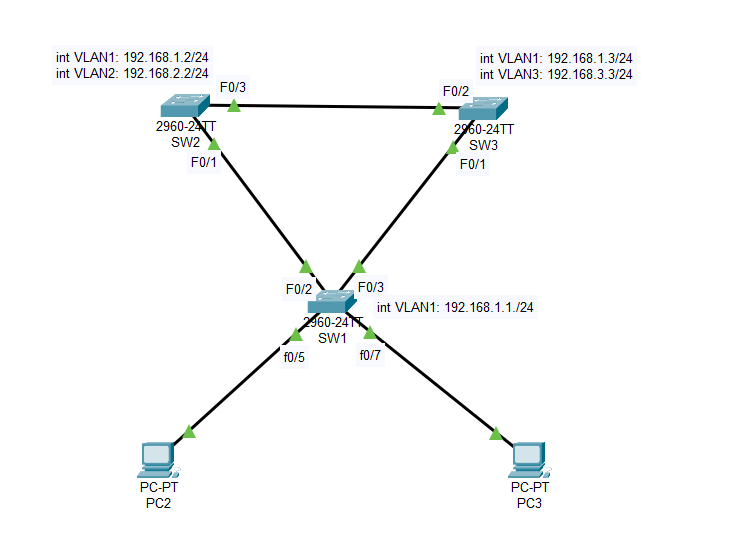 int VLAN1: 192.168.1.2/24
int VLAN2: 192.168.2.2/24
int VLAN1: 192.168.1.3/24
int VLAN3: 192.168.3.3/24
F0/3
F0/2
2960-24TT
SW2
2960-24TT
SW3
F0/1
F0/1
F0/2
F0/3
int VLAN1: 192.168.1.1./24
2960-24TT
SW1
f0/5
f0/7
PC-PT
PC2
PC-PT
PC3